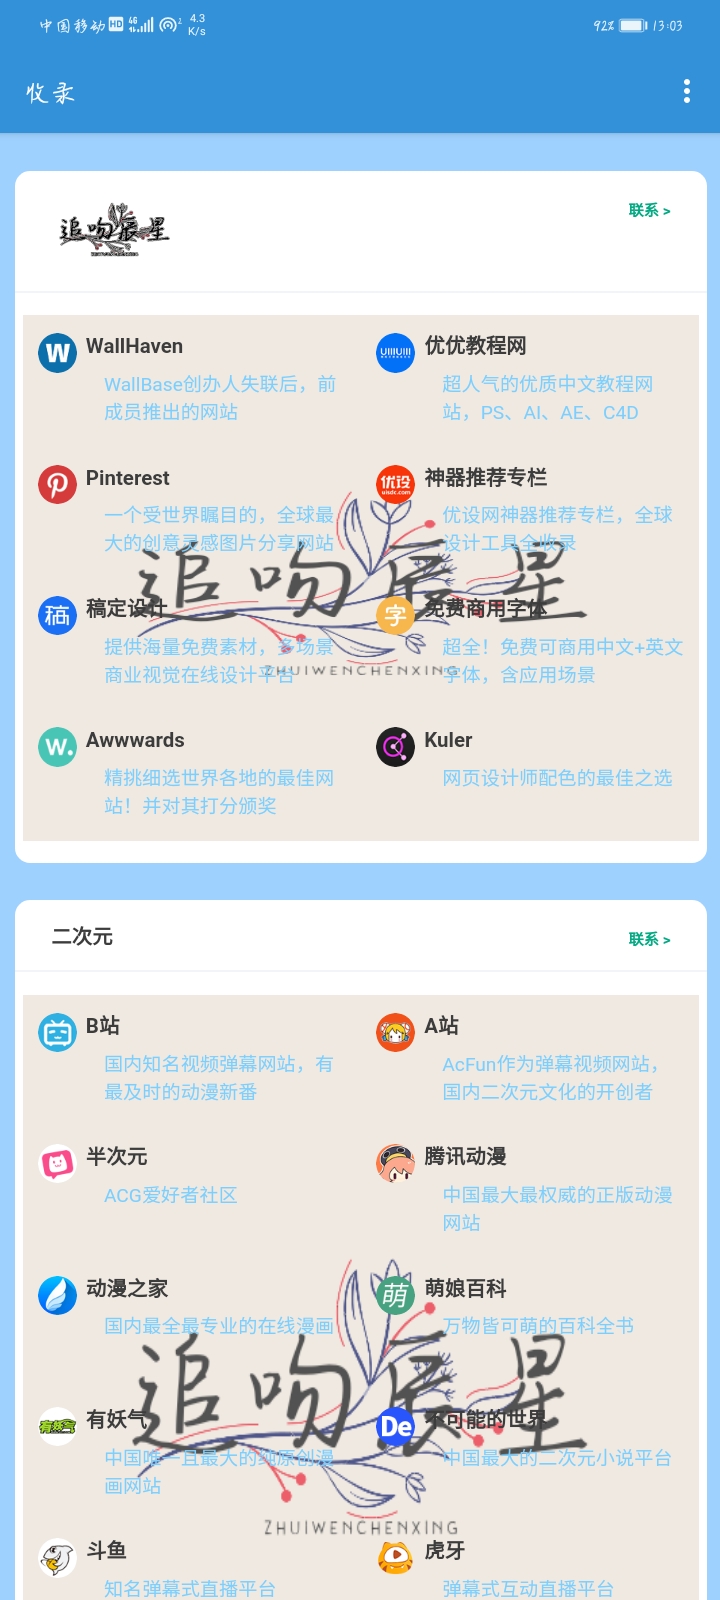 中国移动 HD 4G 4.3 K/s 92% 13:03
收录
追吻晨星
ZHUIWENCHENXING
联系 >
WallHaven
WallBase创办人失联后，前
成员推出的网站
优优教程网
超人气的优质中文教程网
站，PS、AI、AE、C4D
Pinterest
一个受世界瞩目的，全球最
大的创意灵感图片分享网站
优设
uisdc.com
神器推荐专栏
优设网神器推荐专栏，全球
设计工具全收录
稿
稿定设计
提供海量免费素材，多场景
商业视觉在线设计平台
字
免费商用字体
超全！免费可商用中文+英文
字体，含应用场景
追吻晨星
ZHUIWENCHENXING
W.
Awwwards
精挑细选世界各地的最佳网
站！并对其打分颁奖
Kuler
网页设计师配色的最佳之选
二次元
联系 >
B站
国内知名视频弹幕网站，有
最及时的动漫新番
A站
AcFun作为弹幕视频网站，
国内二次元文化的开创者
半次元
ACG爱好者社区
腾讯动漫
中国最大最权威的正版动漫
网站
动漫之家
国内最全最专业的在线漫画
萌
萌娘百科
万物皆可萌的百科全书
有妖气
有妖气
中国唯一且最大的纯原创漫
画网站
De
不可能的世界
中国最大的二次元小说平台
追吻晨星
ZHUIWENCHENXING
斗鱼
知名弹幕式直播平台
虎牙
弹幕式互动直播平台